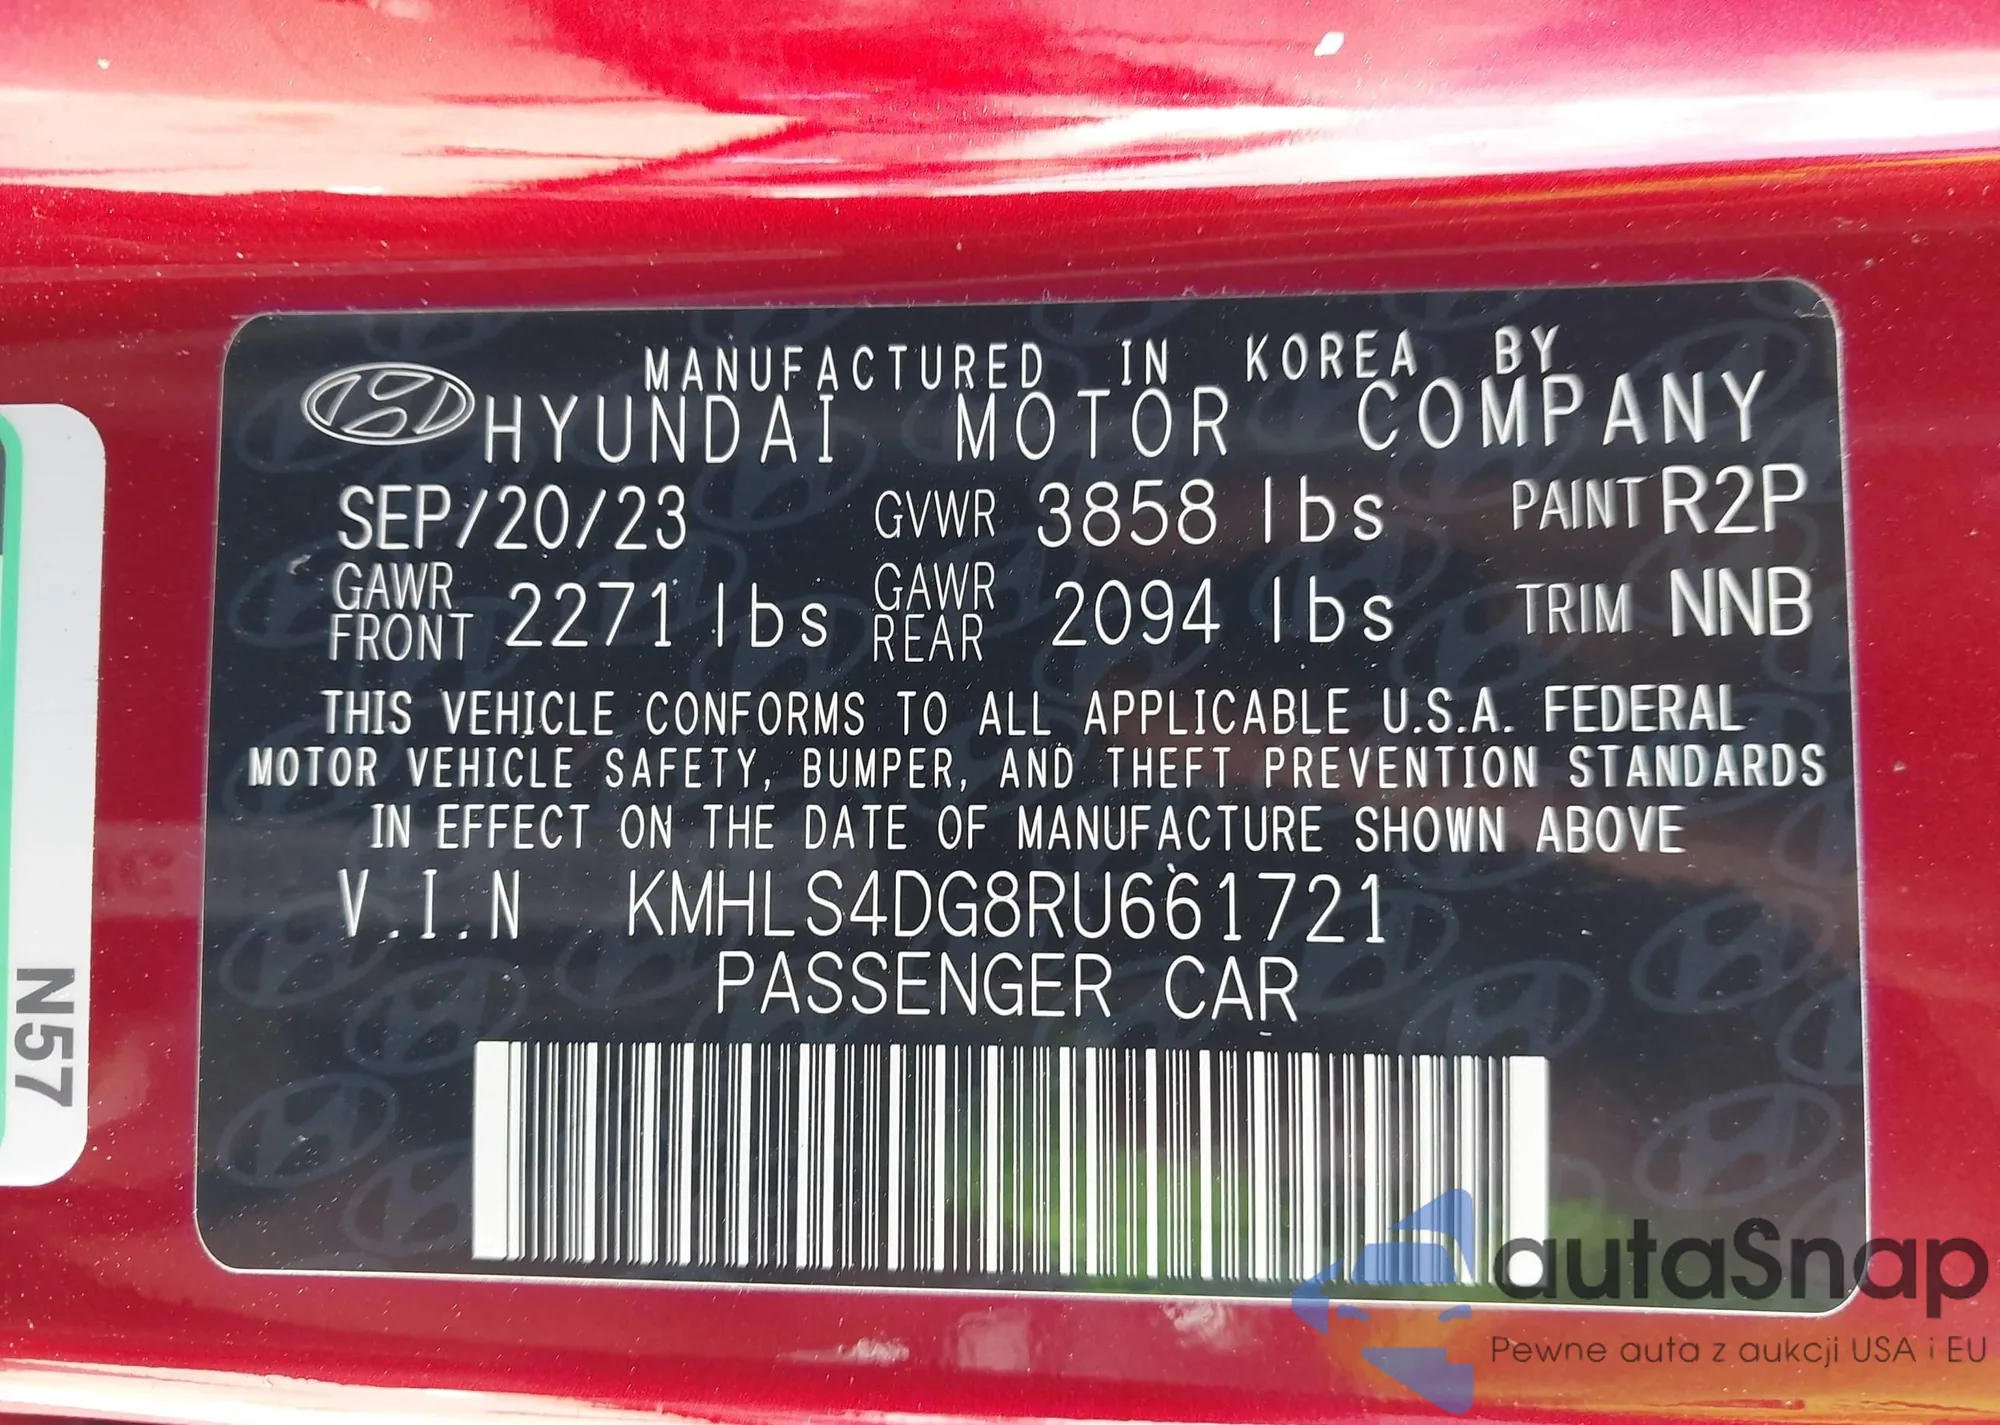 MANUFACTURED IN KOREA BY
HYUNDAI MOTOR COMPANY
SEP/20/23 GVWR 3858 lbs PAINT R2P
GAWR FRONT 2271 lbs GAWR REAR 2094 lbs TRIM NNB
THIS VEHICLE CONFORMS TO ALL APPLICABLE U.S.A. FEDERAL
MOTOR VEHICLE SAFETY, BUMPER, AND THEFT PREVENTION STANDARDS
IN EFFECT ON THE DATE OF MANUFACTURE SHOWN ABOVE
V.I.N KMHLS4DG8RU661721
PASSENGER CAR
N57
autaSnap
Pewne auta z aukcji USA i EU